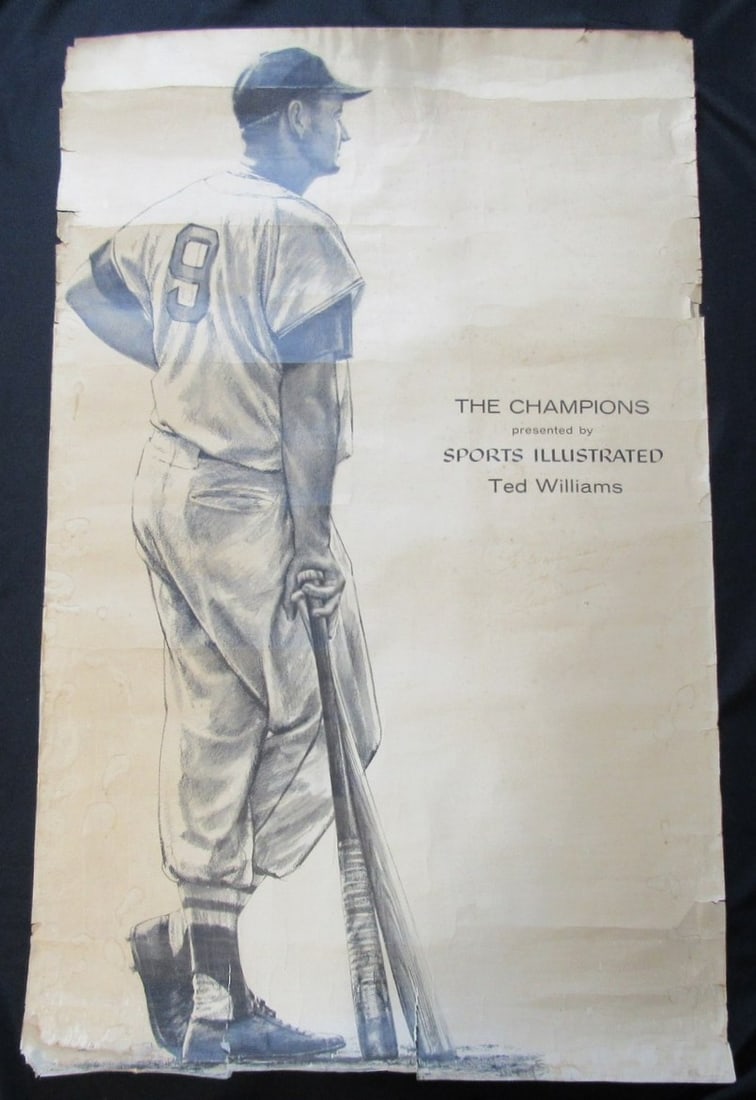 9
THE CHAMPIONS
presented by
SPORTS ILLUSTRATED
Ted Williams